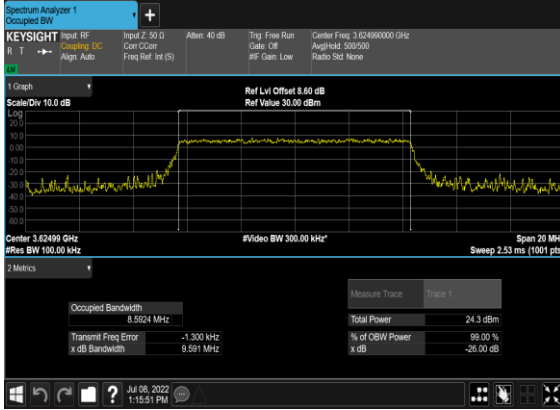 Spectrum Analyzer 1
Occupied BW
+
KEYSIGHT
R T
Input: RF
Coupling: DC
Align: Auto
Input Z: 50 Ω
Corr CCorr
Freq Ref: Int (S)
Atten: 40 dB
Trig: Free Run
Gate: Off
#IF Gain: Low
Center Freq: 3.624990000 GHz
Avg|Hold: 500/500
Radio Std: None
1 Graph
Scale/Div 10.0 dB
Ref Lvl Offset 8.60 dB
Ref Value 30.00 dBm
Log
20.0
10.0
0.00
-10.0
-20.0
-30.0
-40.0
-50.0
-60.0
Center 3.62499 GHz
#Res BW 100.00 kHz
#Video BW 300.00 kHz*
Span 20 MH
Sweep 2.53 ms (1001 pts
2 Metrics
Measure Trace
Trace 1
Occupied Bandwidth
8.5924 MHz
Total Power
24.3 dBm
Transmit Freq Error
-1.300 kHz
% of OBW Power
99.00 %
x dB Bandwidth
9.591 MHz
x dB
-26.00 dB
?
Jul 08, 2022
1:15:51 PM